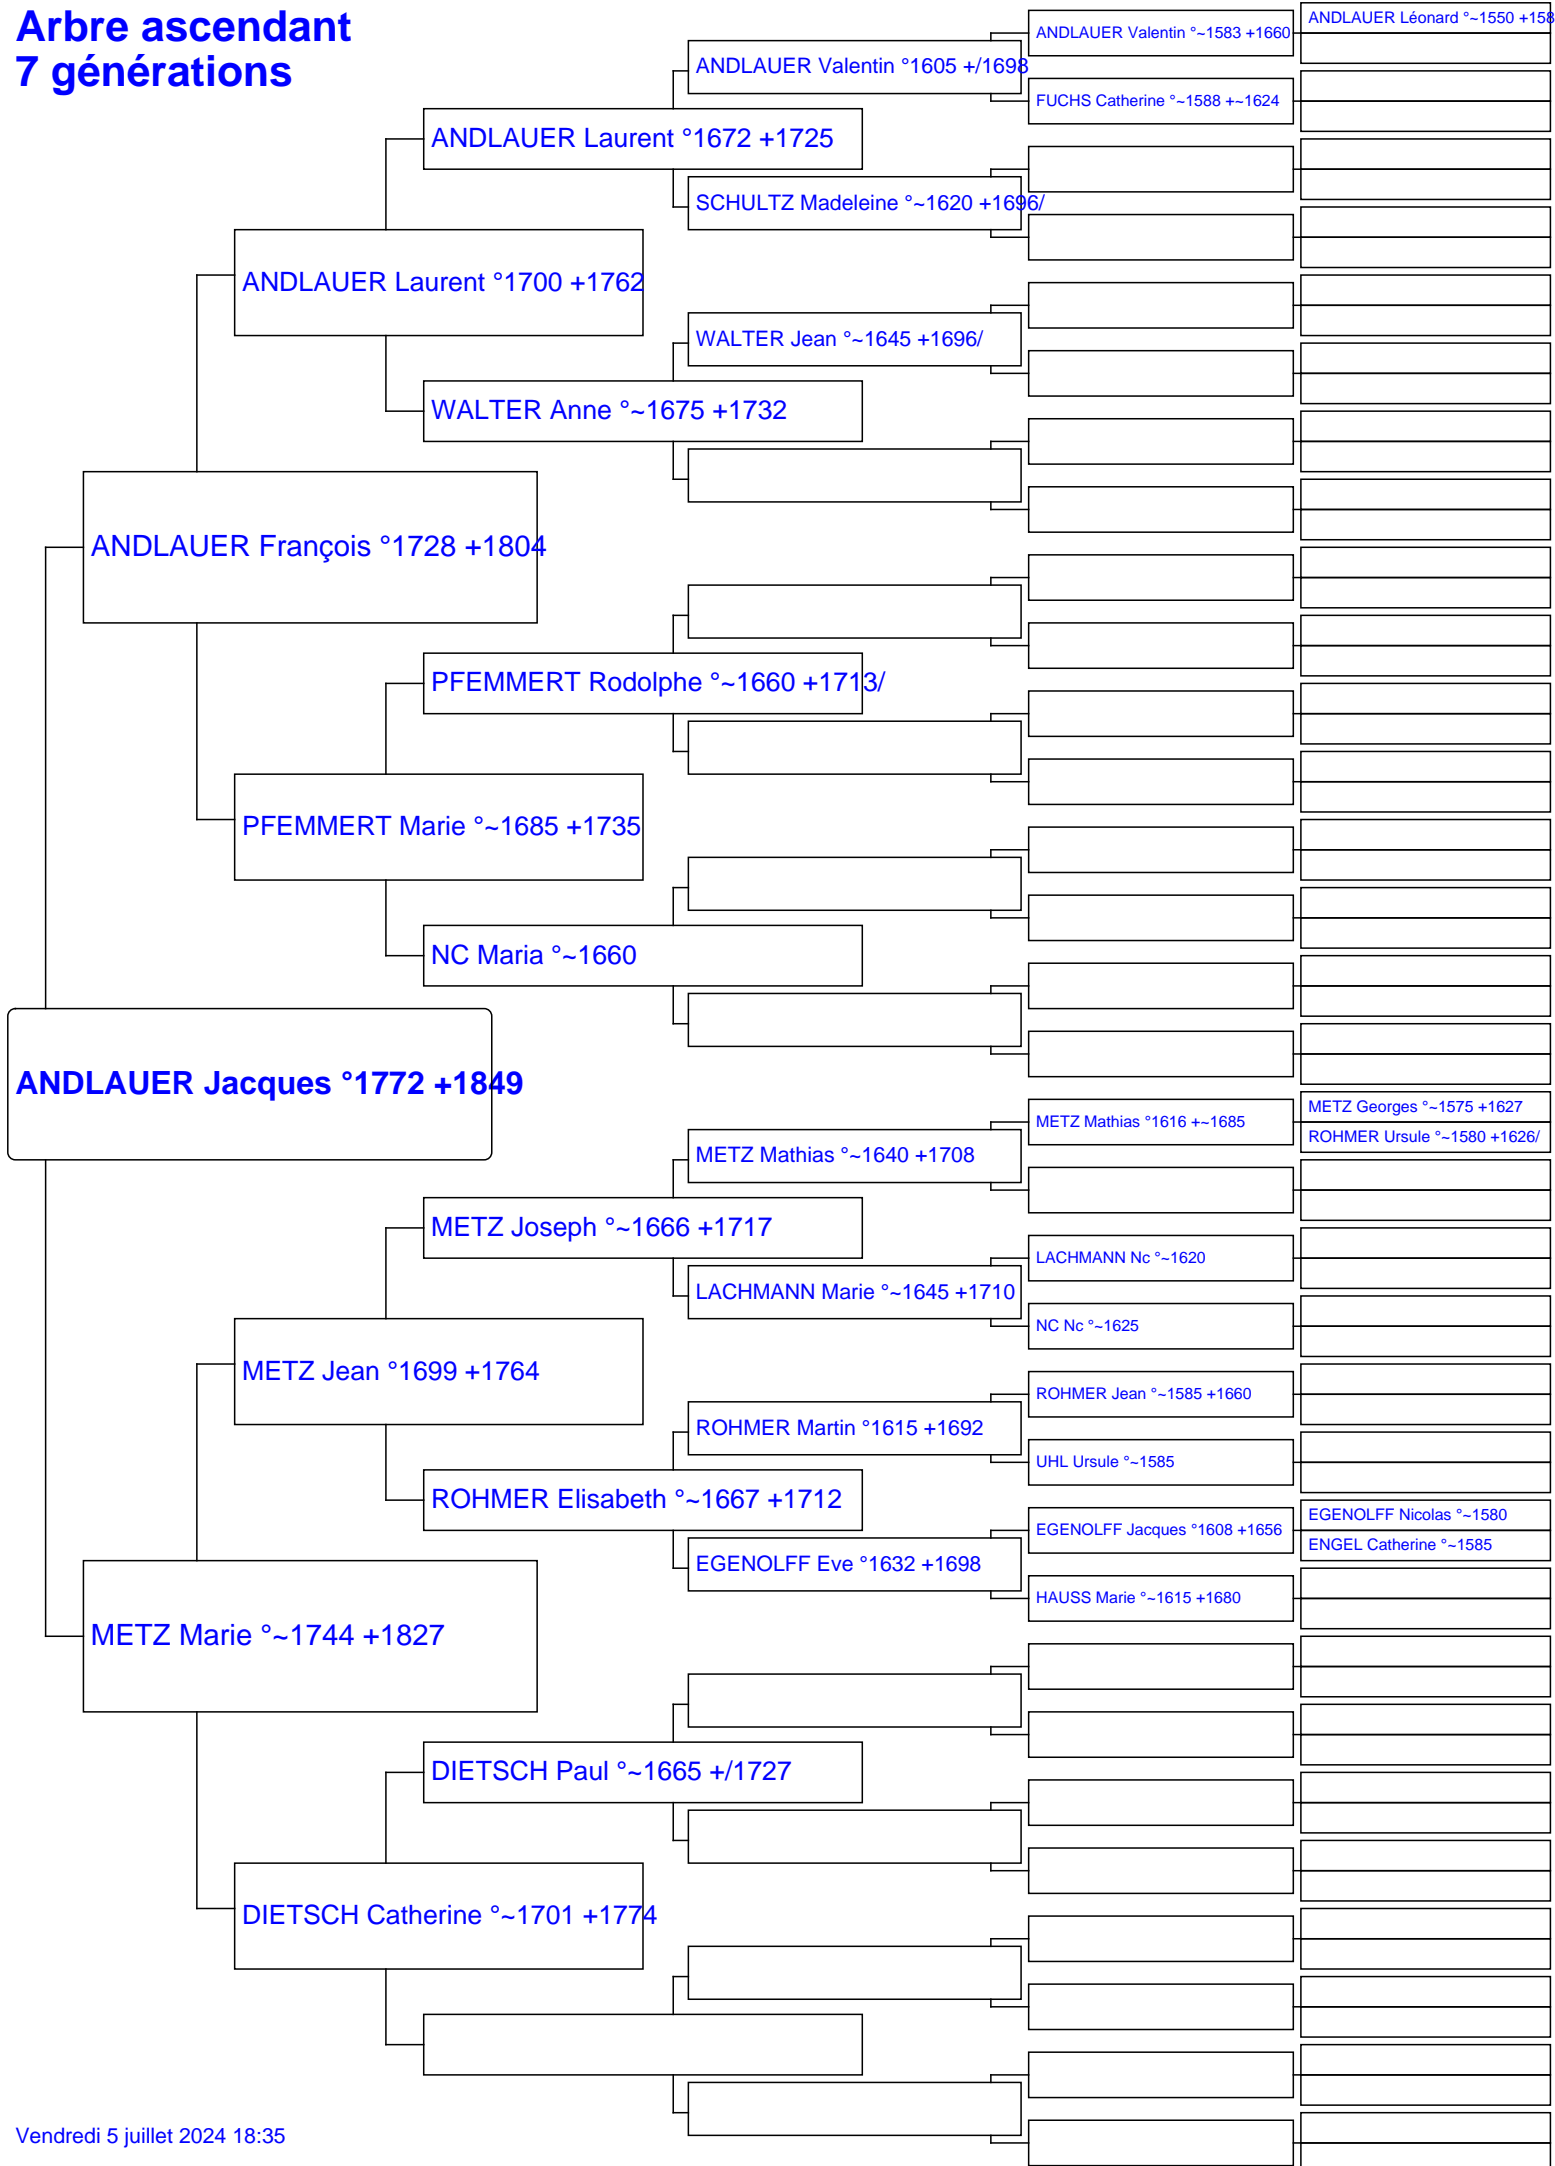 Arbre ascendant
7 générations
ANDLAUER Léonard °~1550 +158
ANDLAUER Valentin °~1583 +1660
ANDLAUER Valentin °1605 +/1698
FUCHS Catherine °~1588 +~1624
ANDLAUER Laurent °1672 +1725
SCHULTZ Madeleine °~1620 +1696/
ANDLAUER Laurent °1700 +1762
WALTER Jean °~1645 +1696/
WALTER Anne °~1675 +1732
ANDLAUER François °1728 +1804
PFEMMERT Rodolphe °~1660 +1713/
PFEMMERT Marie °~1685 +1735
NC Maria °~1660
ANDLAUER Jacques °1772 +1849
METZ Georges °~1575 +1627
METZ Mathias °1616 +~1685
ROHMER Ursule °~1580 +1626/
METZ Mathias °~1640 +1708
METZ Joseph °~1666 +1717
LACHMANN Nc °~1620
LACHMANN Marie °~1645 +1710
NC Nc °~1625
METZ Jean °1699 +1764
ROHMER Jean °~1585 +1660
ROHMER Martin °1615 +1692
UHL Ursule °~1585
ROHMER Elisabeth °~1667 +1712
EGENOLFF Nicolas °~1580
EGENOLFF Jacques °1608 +1656
ENGEL Catherine °~1585
EGENOLFF Eve °1632 +1698
HAUSS Marie °~1615 +1680
METZ Marie °~1744 +1827
DIETSCH Paul °~1665 +/1727
DIETSCH Catherine °~1701 +1774
Vendredi 5 juillet 2024 18:35